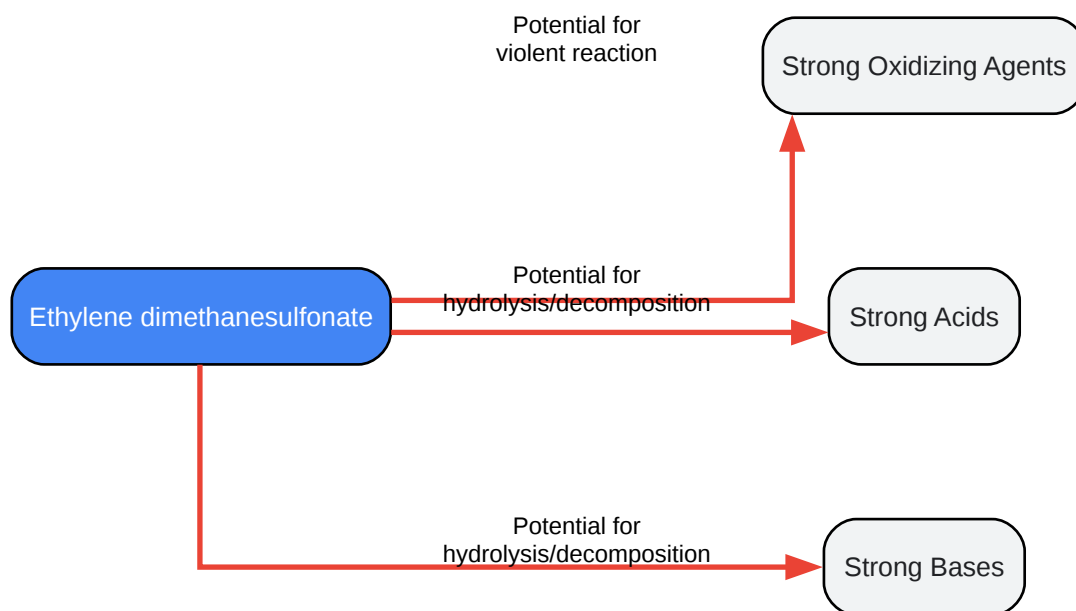 Potential for
violent reaction
Strong Oxidizing Agents
Ethylene dimethanesulfonate
Potential for
hydrolysis/decomposition
Strong Acids
Potential for
hydrolysis/decomposition
Strong Bases